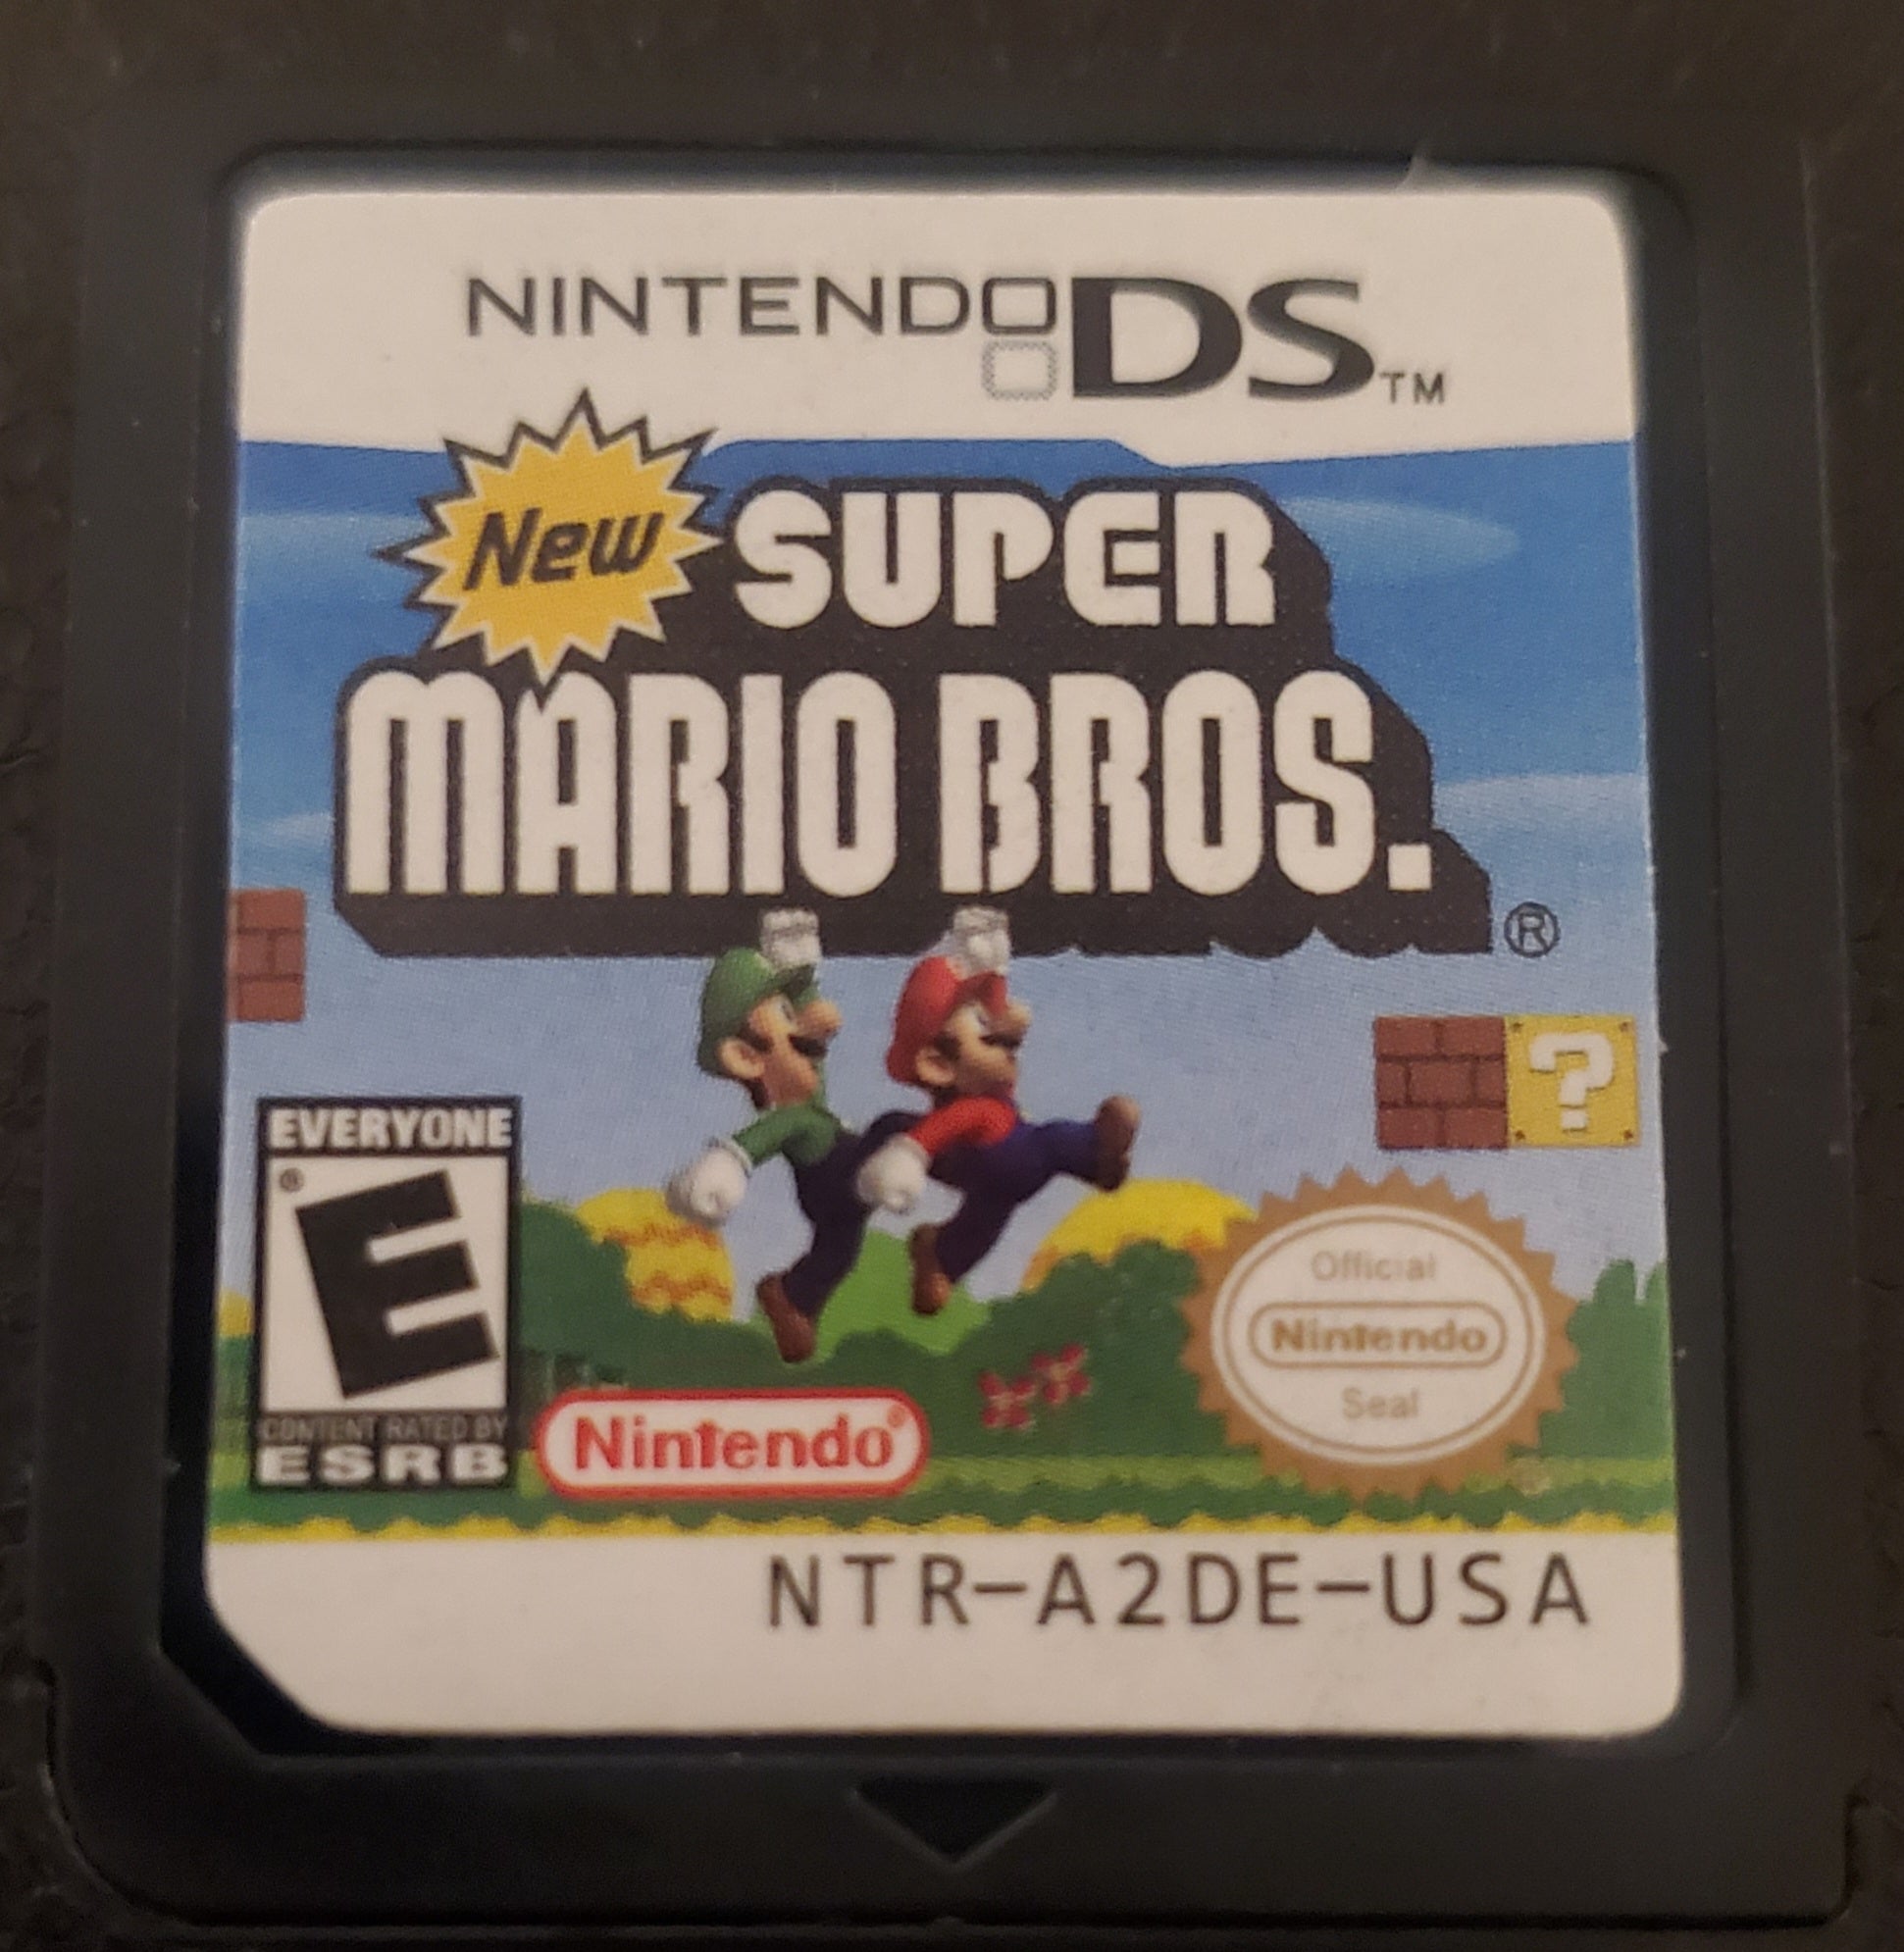 NINTENDO DS™
New SUPER
MARIO BROS.
®
?
EVERYONE
®
E
CONTENT RATED BY
ESRB
Nintendo®
Official
Nintendo
Seal
NTR-A2DE-USA